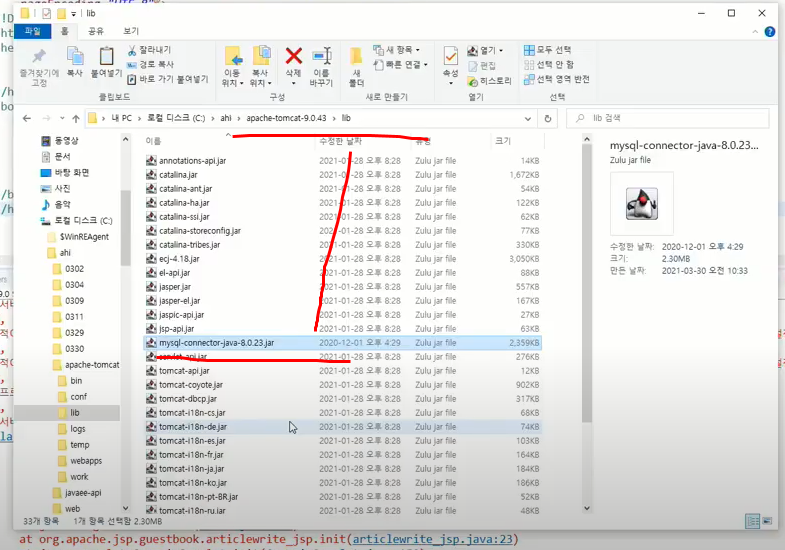 lib
파일
홈
공유
보기
즐겨찾기에 고정
복사
붙여넣기
잘라내기
경로 복사
바로 가기 붙여넣기
클립보드
이동 위치
복사 위치
삭제
이름 바꾸기
구성
새 폴더
새 항목
빠른 연결
새로 만들기
속성
열기
편집
히스토리
열기
모두 선택
선택 안 함
선택 영역 반전
선택
내 PC > 로컬 디스크 (C:) > ahi > apache-tomcat-9.0.43 > lib
lib 검색
동영상
문서
바탕 화면
사진
음악
로컬 디스크 (C:)
$WinREAgent
ahi
0302
0304
0309
0311
0329
0330
apache-tomcat
bin
conf
lib
logs
temp
webapps
work
javaee-api
web
이름 수정한 날짜 유형 크기
annotations-api.jar 2021-01-28 오후 8:28 Zulu jar file 14KB
catalina.jar 2021-01-28 오후 8:28 Zulu jar file 1,672KB
catalina-ant.jar 2021-01-28 오후 8:28 Zulu jar file 54KB
catalina-ha.jar 2021-01-28 오후 8:28 Zulu jar file 122KB
catalina-ssi.jar 2021-01-28 오후 8:28 Zulu jar file 62KB
catalina-storeconfig.jar 2021-01-28 오후 8:28 Zulu jar file 77KB
catalina-tribes.jar 2021-01-28 오후 8:28 Zulu jar file 330KB
ecj-4.18.jar 2021-01-28 오후 8:28 Zulu jar file 3,050KB
el-api.jar 2021-01-28 오후 8:28 Zulu jar file 88KB
jasper.jar 2021-01-28 오후 8:28 Zulu jar file 557KB
jasper-el.jar 2021-01-28 오후 8:28 Zulu jar file 167KB
jaspic-api.jar 2021-01-28 오후 8:28 Zulu jar file 27KB
jsp-api.jar 2021-01-28 오후 8:28 Zulu jar file 63KB
mysql-connector-java-8.0.23.jar 2020-12-01 오후 4:29 Zulu jar file 2,359KB
servlet-api.jar 2021-01-28 오후 8:28 Zulu jar file 276KB
tomcat-api.jar 2021-01-28 오후 8:28 Zulu jar file 12KB
tomcat-coyote.jar 2021-01-28 오후 8:28 Zulu jar file 902KB
tomcat-dbcp.jar 2021-01-28 오후 8:28 Zulu jar file 317KB
tomcat-i18n-cs.jar 2021-01-28 오후 8:28 Zulu jar file 68KB
tomcat-i18n-de.jar 2021-01-28 오후 8:28 Zulu jar file 74KB
tomcat-i18n-es.jar 2021-01-28 오후 8:28 Zulu jar file 103KB
tomcat-i18n-fr.jar 2021-01-28 오후 8:28 Zulu jar file 164KB
tomcat-i18n-ja.jar 2021-01-28 오후 8:28 Zulu jar file 184KB
tomcat-i18n-ko.jar 2021-01-28 오후 8:28 Zulu jar file 186KB
tomcat-i18n-pt-BR.jar 2021-01-28 오후 8:28 Zulu jar file 52KB
tomcat-i18n-ru.jar 2021-01-28 오후 8:28 Zulu jar file 48KB
mysql-connector-java-8.0.23...
Zulu jar file
수정한 날짜: 2020-12-01 오후 4:29
크기: 2.30MB
만든 날짜: 2021-03-30 오전 10:33
33개 항목 1개 항목 선택함 2.30MB
at org.apache.jsp.guestbook.articlewrite_jsp.init(articlewrite_jsp.java:23)